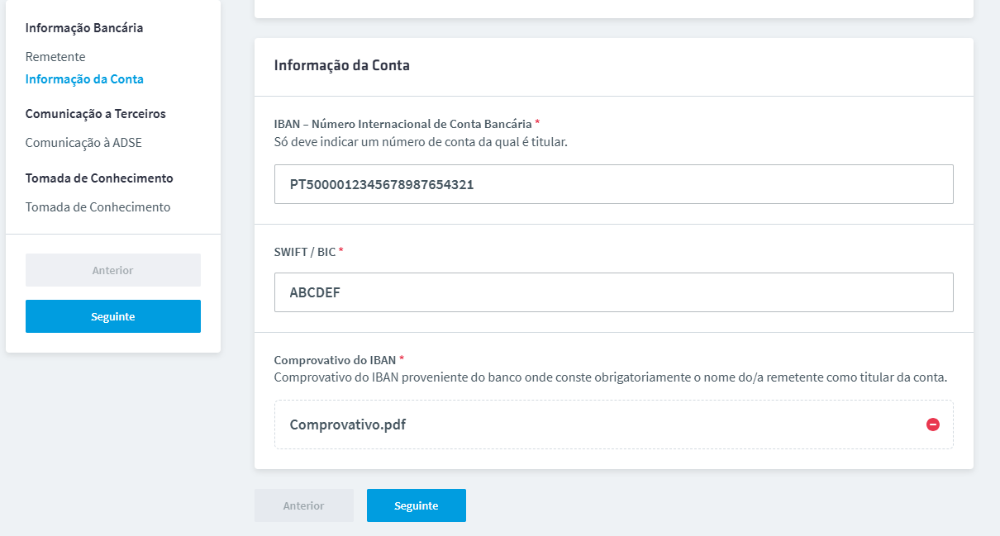 Informação Bancária
Remetente
Informação da Conta
Comunicação a Terceiros
Comunicação à ADSE
Tomada de Conhecimento
Tomada de Conhecimento
Anterior
Seguinte
Informação da Conta
IBAN – Número Internacional de Conta Bancária *
Só deve indicar um número de conta da qual é titular.
PT5000012345678987654321
SWIFT / BIC *
ABCDEF
Comprovativo do IBAN *
Comprovativo do IBAN proveniente do banco onde conste obrigatoriamente o nome do/a remetente como titular da conta.
Comprovativo.pdf
Anterior
Seguinte